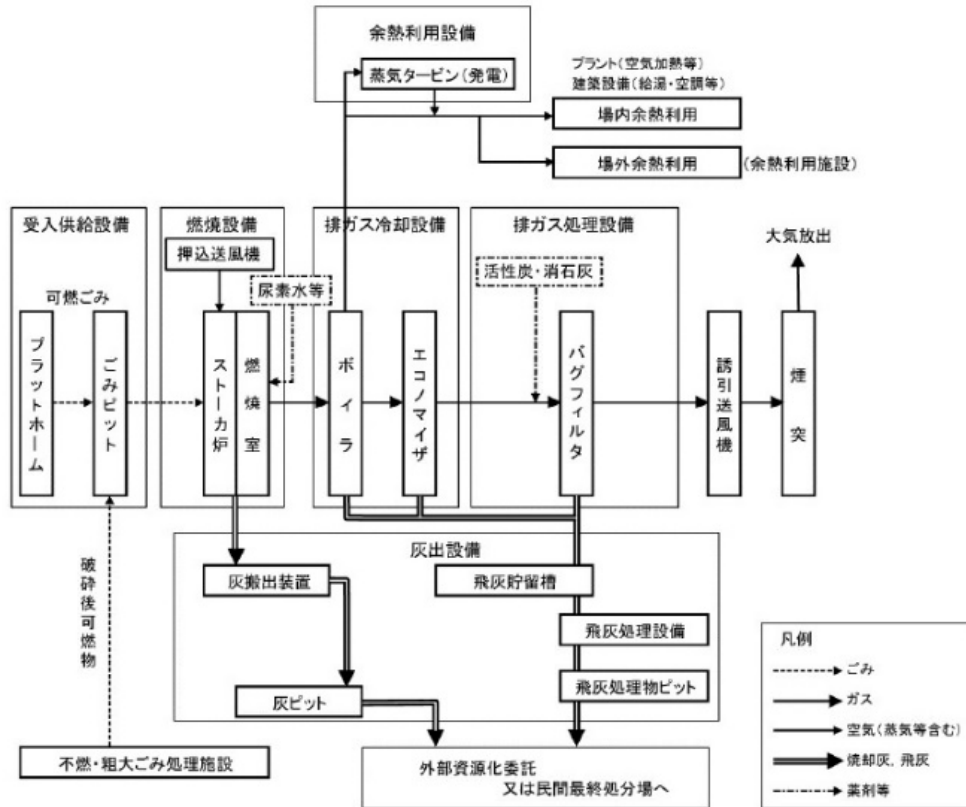 余熱利用設備
蒸気タービン(発電)
プラント(空気加熱等)
建築設備(給湯・空調等)
場内余熱利用
場外余熱利用
(余熱利用施設)
受入供給設備
燃焼設備
排ガス冷却設備
排ガス処理設備
大気放出
押込送風機
尿素水等
活性炭・消石灰
可燃ごみ
プラットホーム
ごみピット
ストーカ炉
燃焼室
ボイラ
エコノマイザ
バグフィルタ
誘引送風機
煙突
破砕後可燃物
灰出設備
灰搬出装置
飛灰貯留槽
飛灰処理設備
灰ピット
飛灰処理物ピット
不燃・粗大ごみ処理施設
外部資源化委託
又は民間最終処分場へ
凡例
ごみ
ガス
空気(蒸気等含む)
焼却灰,飛灰
薬剤等